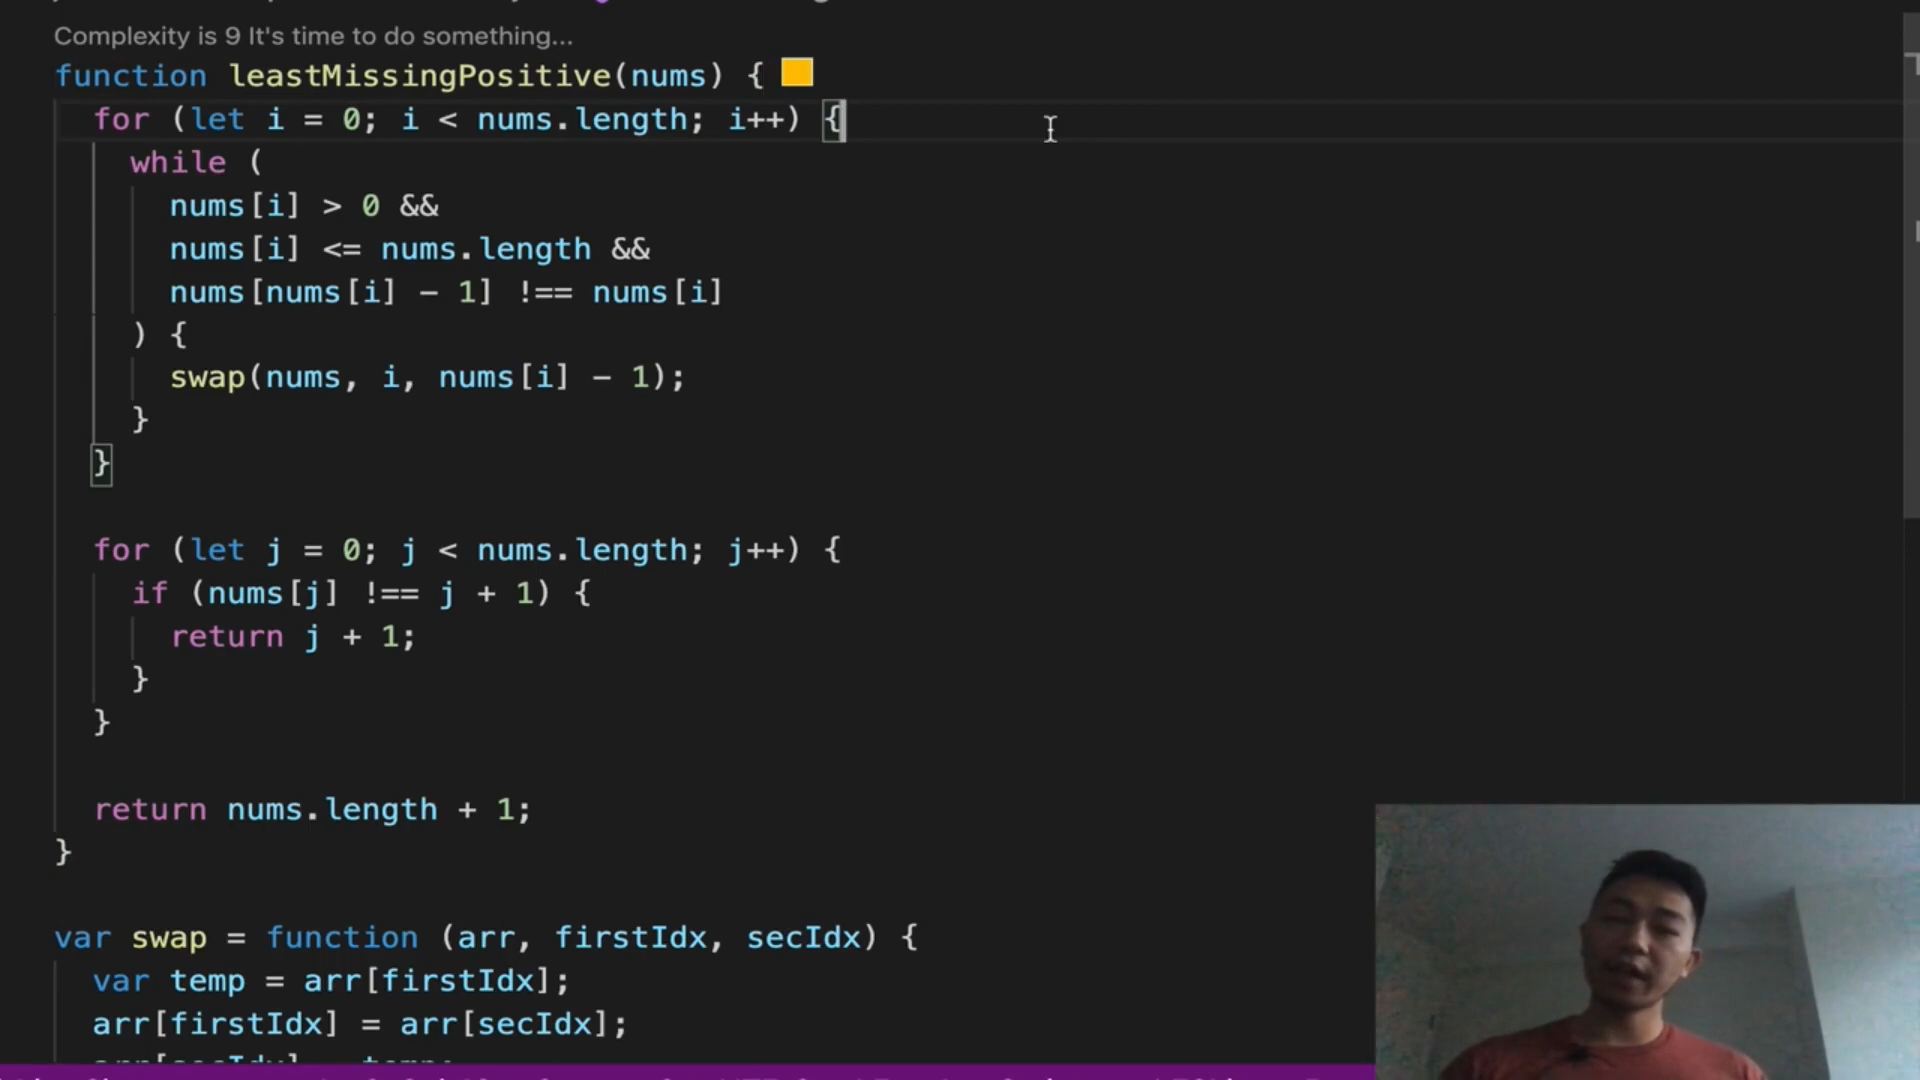 Complexity is 9 It's time to do something...
function leastMissingPositive(nums) {
for (let i = 0; i < nums.length; i++) {
while (
nums[i] > 0 &&
nums[i] <= nums.length &&
nums[nums[i] - 1] !== nums[i]
) {
swap(nums, i, nums[i] - 1);
}
}
for (let j = 0; j < nums.length; j++) {
if (nums[j] !== j + 1) {
return j + 1;
}
}
return nums.length + 1;
}
var swap = function (arr, firstIdx, secIdx) {
var temp = arr[firstIdx];
arr[firstIdx] = arr[secIdx];
arr[secIdx] = temp;